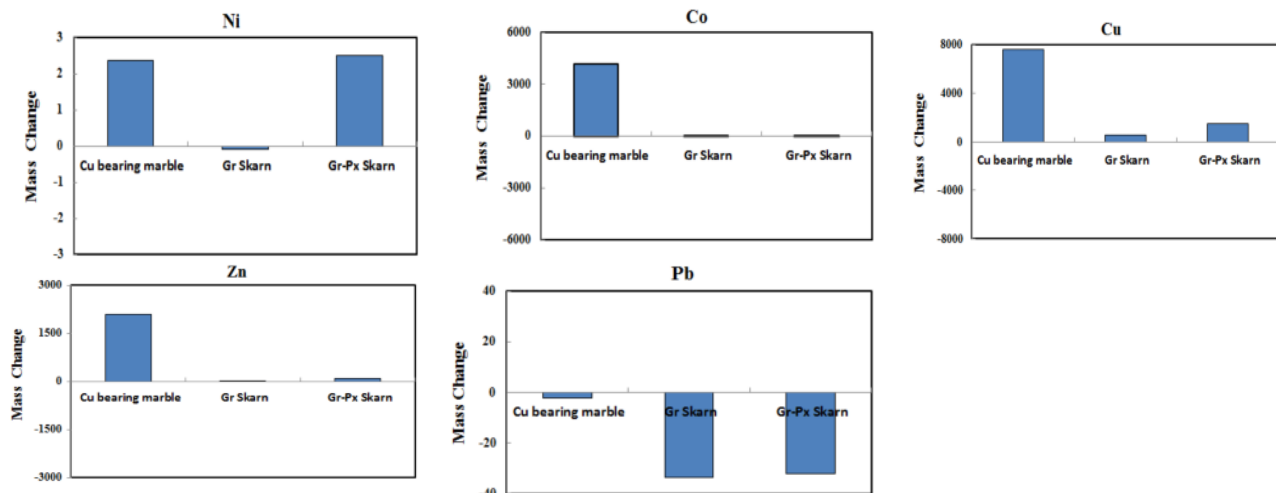 Ni
Mass Change
3
2
1
0
-1
-2
-3
Cu bearing marble Gr Skarn Gr-Px Skarn
Co
Mass Change
6000
3000
0
-3000
-6000
Cu bearing marble Gr Skarn Gr-Px Skarn
Cu
Mass Change
8000
4000
0
-4000
-8000
Cu bearing marble Gr Skarn Gr-Px Skarn
Zn
Mass Change
3000
1500
0
-1500
-3000
Cu bearing marble Gr Skarn Gr-Px Skarn
Pb
Mass Change
40
20
0
-20
-40
Cu bearing marble Gr Skarn Gr-Px Skarn